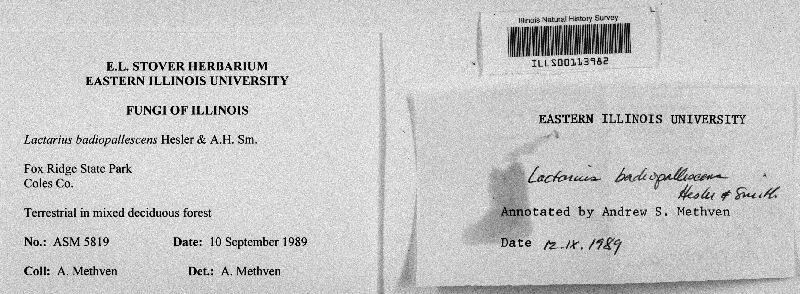 E.L. STOVER HERBARIUM
EASTERN ILLINOIS UNIVERSITY
FUNGI OF ILLINOIS
Lactarius badiopallescens Hesler & A.H. Sm.
Fox Ridge State Park
Coles Co.
Terrestrial in mixed deciduous forest
No.: ASM 5819 Date: 10 September 1989
Coll: A. Methven Det.: A. Methven
Illinois Natural History Survey
ILLS00113982
EASTERN ILLINOIS UNIVERSITY
Lactarius badiopallescens
Hesler & Smith
Annotated by Andrew S. Methven
Date 12.IX.1989